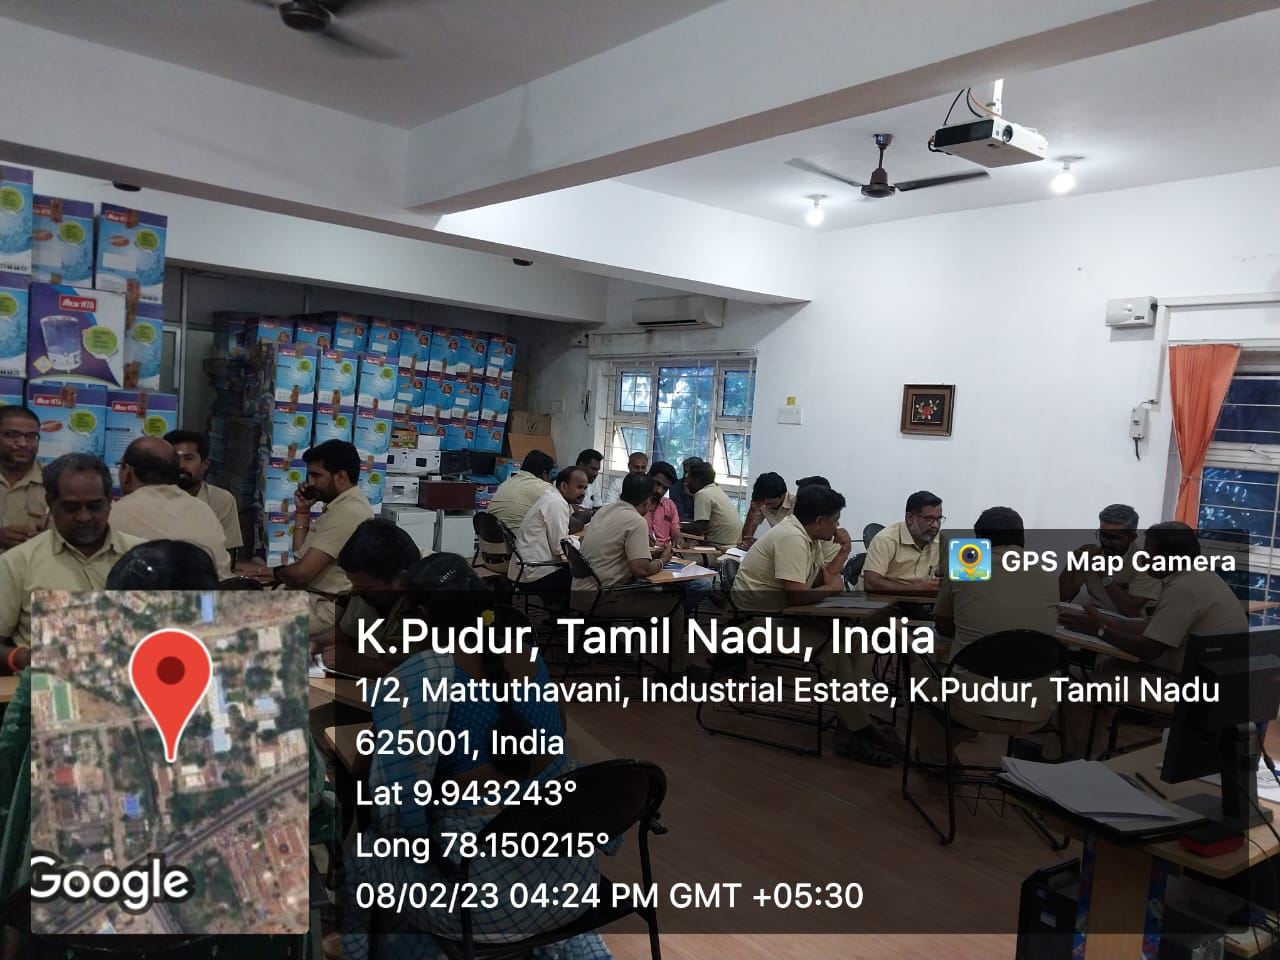 GPS Map Camera
K.Pudur, Tamil Nadu, India
1/2, Mattuthavani, Industrial Estate, K.Pudur, Tamil Nadu
625001, India
Lat 9.943243°
Long 78.150215°
08/02/23 04:24 PM GMT +05:30
Google